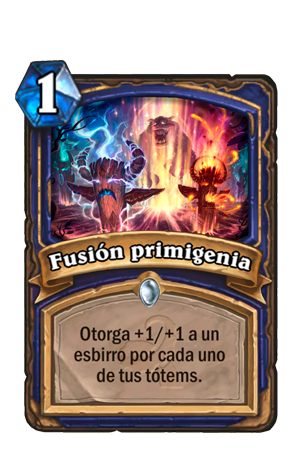 1
Fusión primigenia
Otorga +1/+1 a un
esbirro por cada uno
de tus tótems.